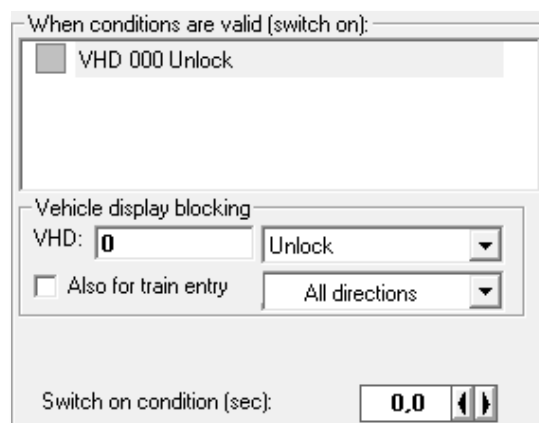 When conditions are valid (switch on):
VHD 000 Unlock
Vehicle display blocking
VHD: 0 Unlock
Also for train entry All directions
Switch on condition (sec): 0,0